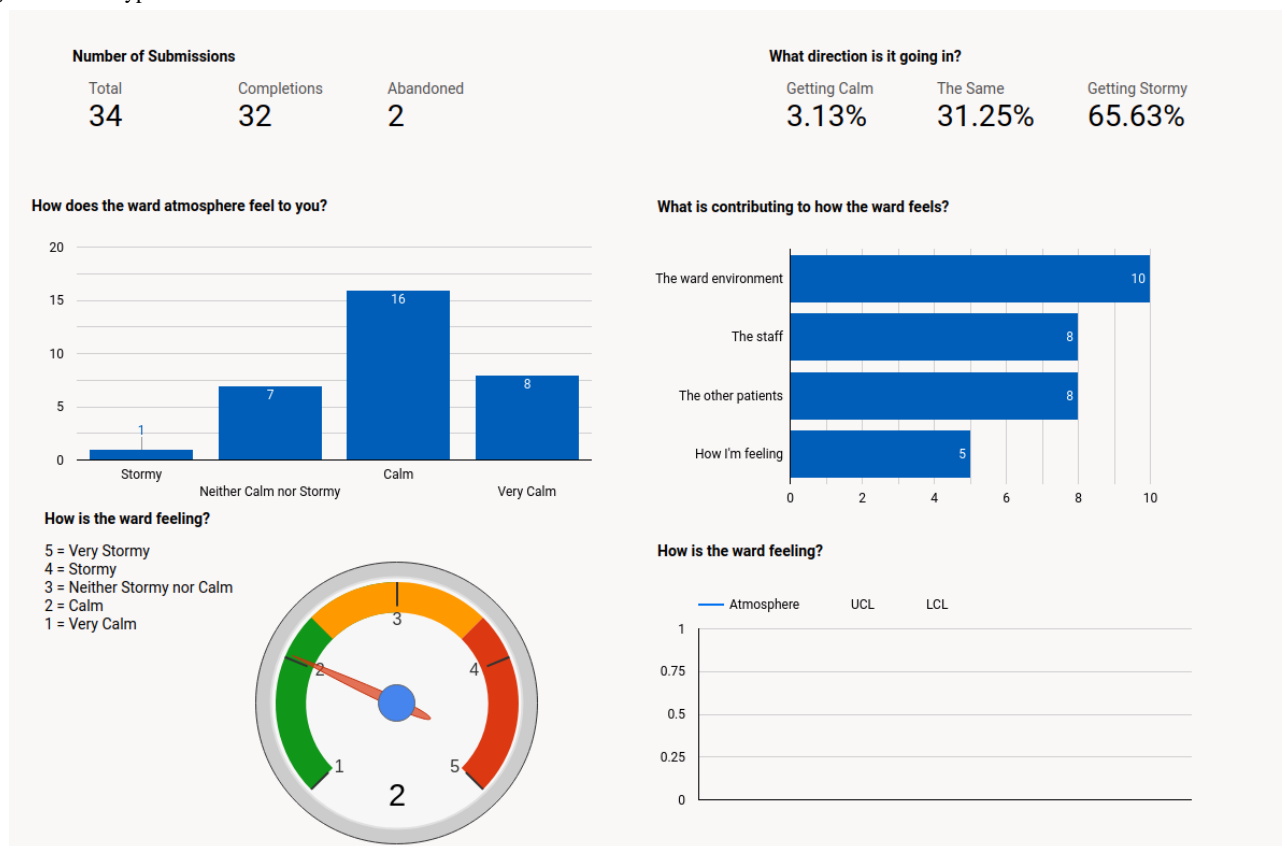 Number of Submissions
Total
Completions
Abandoned
34
32
2
What direction is it going in?
Getting Calm
The Same
Getting Stormy
3.13%
31.25%
65.63%
How does the ward atmosphere feel to you?
20
15
10
5
0
1
7
16
8
Stormy
Neither Calm nor Stormy
Calm
Very Calm
What is contributing to how the ward feels?
The ward environment
10
The staff
8
The other patients
8
How I'm feeling
5
0
2
4
6
8
10
How is the ward feeling?
5 = Very Stormy
4 = Stormy
3 = Neither Stormy nor Calm
2 = Calm
1 = Very Calm
1
2
3
4
5
2
How is the ward feeling?
Atmosphere
UCL
LCL
1
0.75
0.5
0.25
0